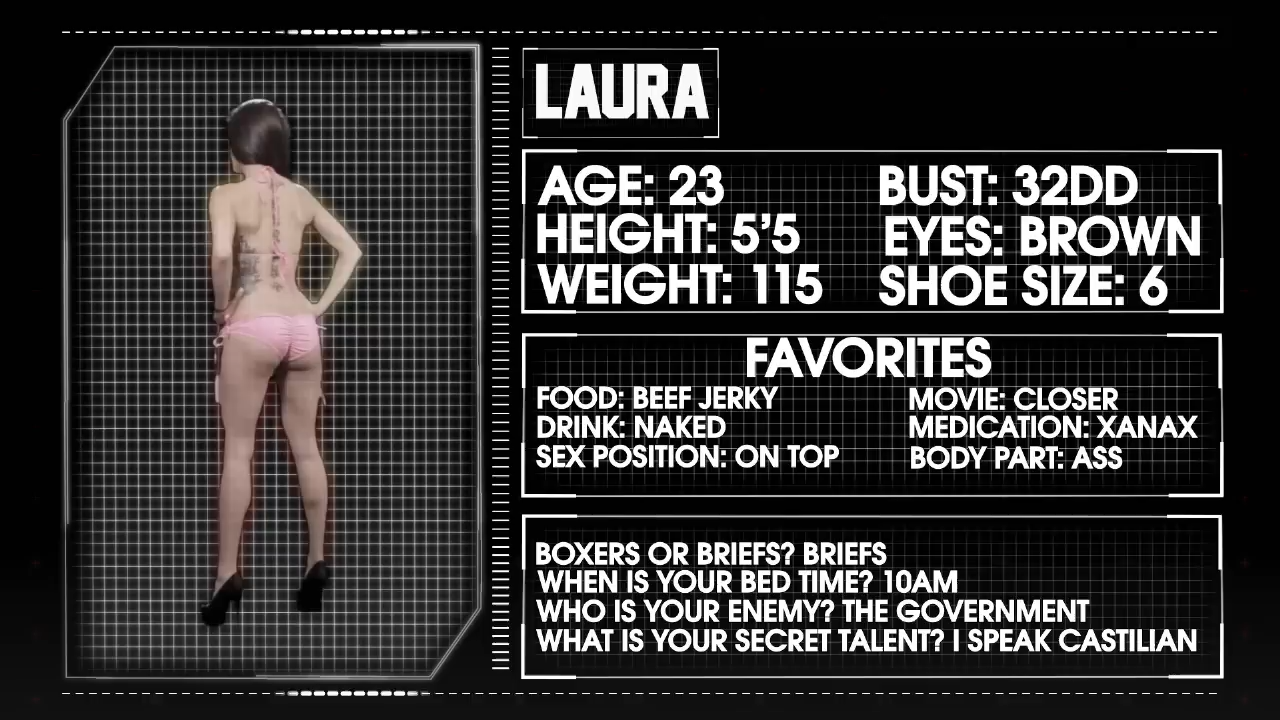 LAURA
AGE: 23
HEIGHT: 5'5
WEIGHT: 115
BUST: 32DD
EYES: BROWN
SHOE SIZE: 6
FAVORITES
FOOD: BEEF JERKY
DRINK: NAKED
SEX POSITION: ON TOP
MOVIE: CLOSER
MEDICATION: XANAX
BODY PART: ASS
BOXERS OR BRIEFS? BRIEFS
WHEN IS YOUR BED TIME? 10AM
WHO IS YOUR ENEMY? THE GOVERNMENT
WHAT IS YOUR SECRET TALENT? I SPEAK CASTILIAN